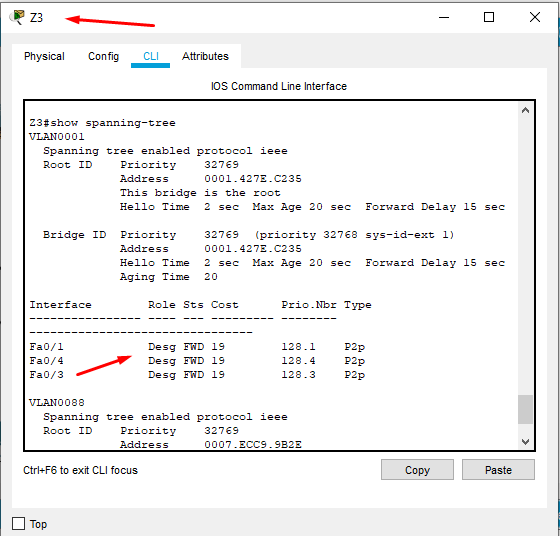 Z3
Physical Config CLI Attributes
IOS Command Line Interface
Z3#show spanning-tree
VLAN0001
  Spanning tree enabled protocol ieee
  Root ID    Priority    32769
             Address     0001.427E.C235
             This bridge is the root
             Hello Time  2 sec  Max Age 20 sec  Forward Delay 15 sec
  Bridge ID  Priority    32769  (priority 32768 sys-id-ext 1)
             Address     0001.427E.C235
             Hello Time  2 sec  Max Age 20 sec  Forward Delay 15 sec
             Aging Time  20
Interface        Role Sts Cost      Prio.Nbr Type
---------------- ---- --- --------- --------
--------------------------------
Fa0/1            Desg FWD 19        128.1    P2p
Fa0/4            Desg FWD 19        128.4    P2p
Fa0/3            Desg FWD 19        128.3    P2p
VLAN0088
  Spanning tree enabled protocol ieee
  Root ID    Priority    32769
             Address     0007.ECC9.9B2E
Ctrl+F6 to exit CLI focus
Copy Paste
Top